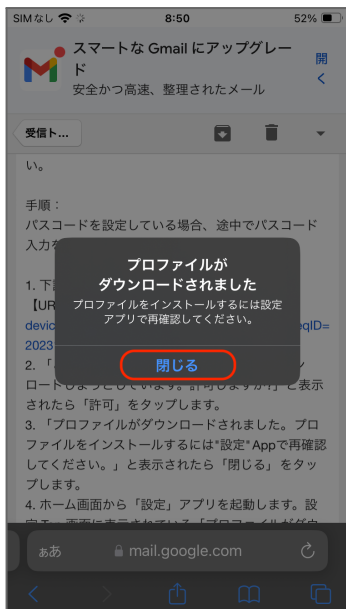 SIMなし
8:50
52%
スマートな Gmail にアップグレー
ド
安全かつ高速、整理されたメール
開
く
受信ト...
い。
手順：
パスコードを設定している場合、途中でパスコード
入力を
1. 下
【UR
devic
eqID=
2023
2. 「
ロードしようとしています。許可しますか?」と表示
されたら「許可」をタップします。
3. 「プロファイルがダウンロードされました。プロ
ファイルをインストールするには"設定"Appで再確認
してください。」と表示されたら「閉じる」をタッ
プします。
4. ホーム画面から「設定」アプリを起動します。設
プロファイルが
ダウンロードされました
プロファイルをインストールするには設定
アプリで再確認してください。
閉じる
ああ
mail.google.com